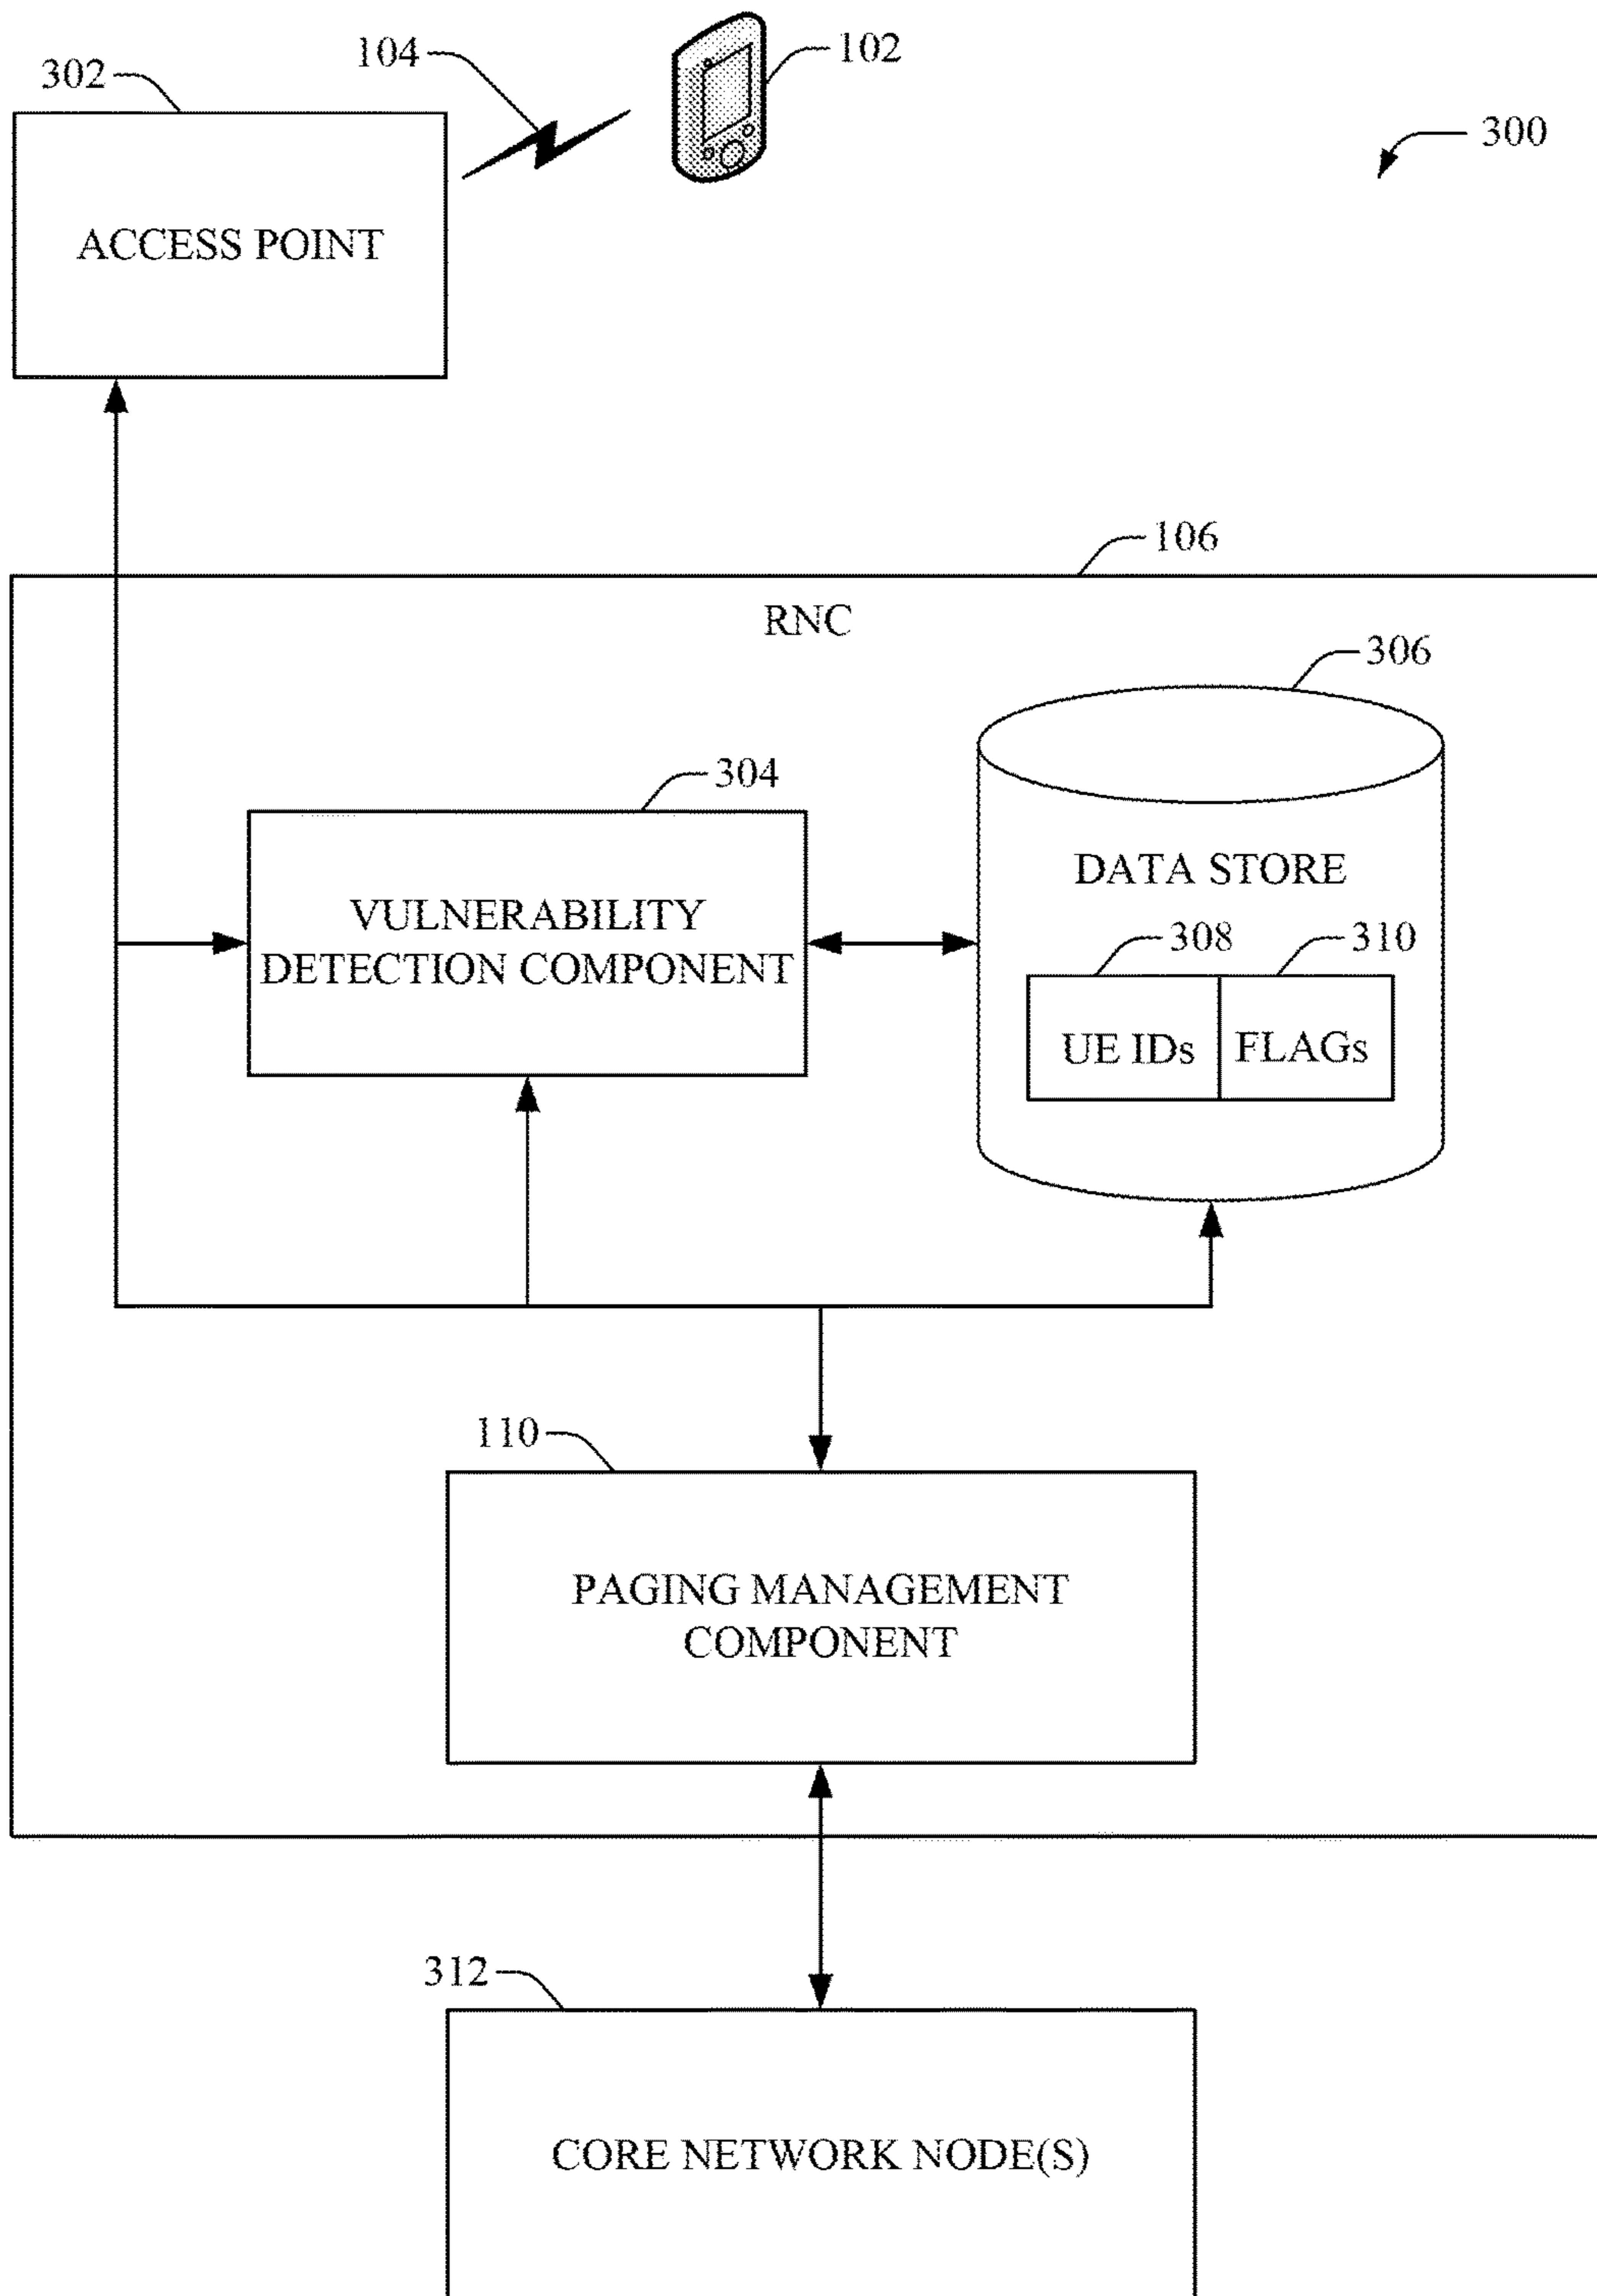 104
102
302
300
ACCESS POINT
106
RNC
306
304
DATA STORE
VULNERABILITY
DETECTION COMPONENT
308
310
UE IDs
FLAGs
110
PAGING MANAGEMENT
COMPONENT
312
CORE NETWORK NODE(S)